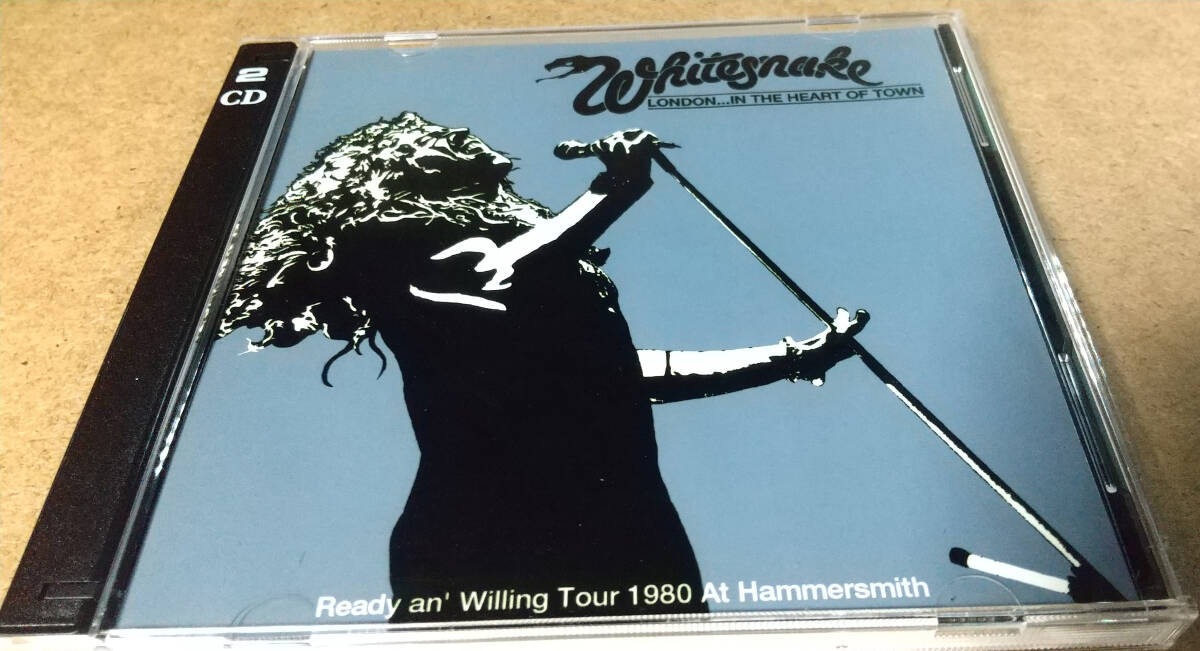 2
CD
Whitesnake
LONDON...IN THE HEART OF TOWN
Ready an' Willing Tour 1980 At Hammersmith